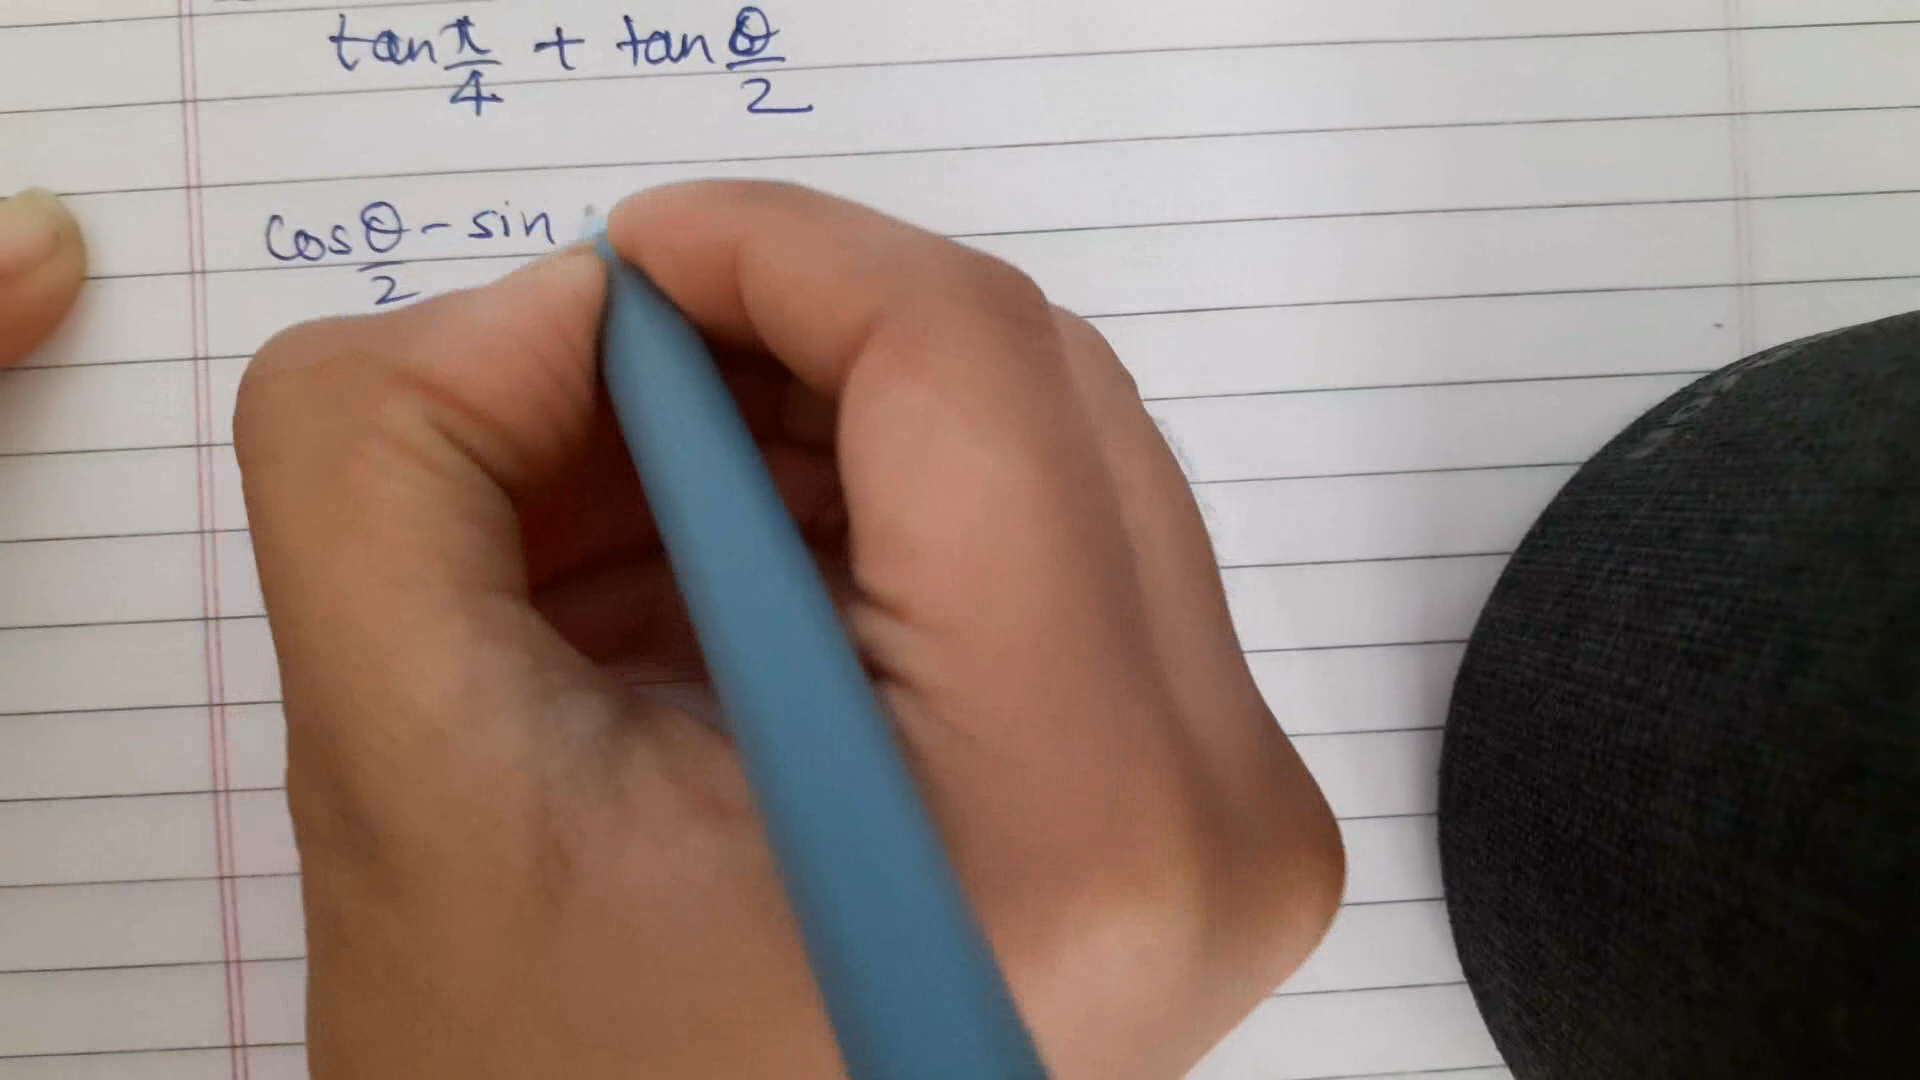 tan π/4 + tan θ/2
cos θ/2 - sin